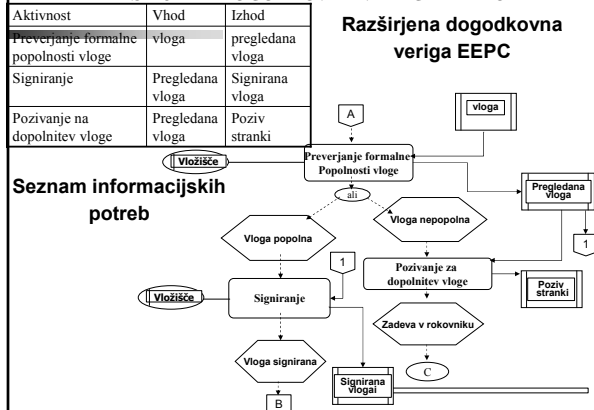 Aktivnost Vhod Izhod
Preverjanje formalne vloga pregledana
popolnosti vloge vloga
Signiranje Pregledana Signirana
vloga vloga
Pozivanje na Pregledana Poziv
dopolnitev vloge vloga stranki
Razširjena dogodkovna
veriga EEPC
Seznam informacijskih
potreb
A
vloga
Vložišče
Preverjanje formalne
Popolnosti vloge
ali
Pregledana
vloga
1
Vloga popolna
Vloga nepopolna
1
Vložišče
Signiranje
Pozivanje za
dopolnitev vloge
Poziv
stranki
Zadeva v rokovniku
Vloga signirana
C
Signirana
vlogai
B